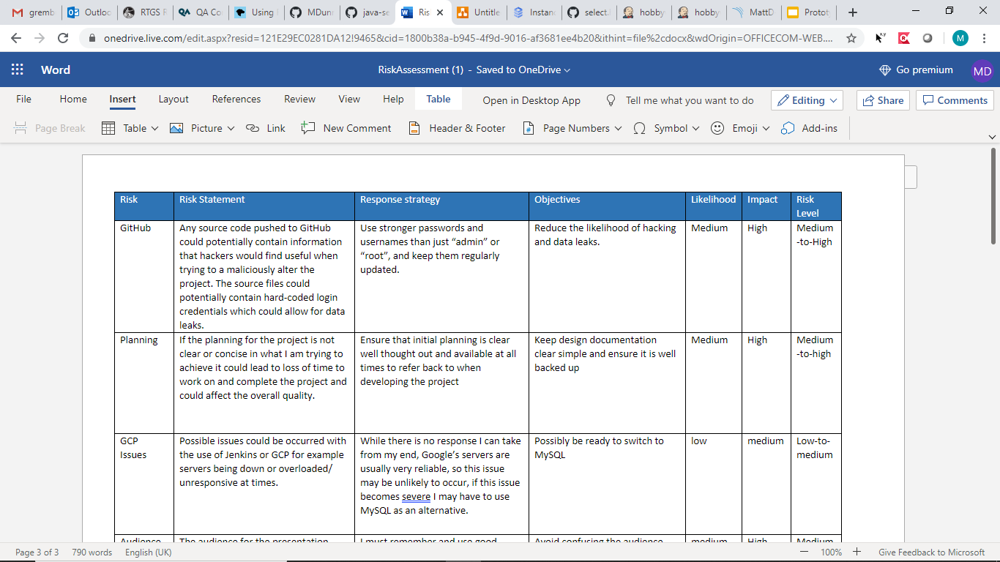 gremb
Outloc
RTGS F
QA Co
Using
MDun
java-se
Ris
Untitle
Instanc
select.
hobby
hobby
MattD
Protot
onedrive.live.com/edit.aspx?resid=121E29EC0281DA12!9465&cid=1800b38a-b945-4f9d-9016-af3681ee4b20&ithint=file%2cdocx&wdOrigin=OFFICECOM-WEB....
M
Word
RiskAssessment (1) - Saved to OneDrive
Go premium
MD
File Home Insert Layout References Review View Help Table Open in Desktop App Tell me what you want to do Editing Share Comments
Page Break Table Picture Link New Comment Header & Footer Page Numbers Symbol Emoji Add-ins
Risk
Risk Statement
Response strategy
Objectives
Likelihood
Impact
Risk
Level
GitHub
Any source code pushed to GitHub
could potentially contain information
that hackers would find useful when
trying to a maliciously alter the
project. The source files could
potentially contain hard-coded login
credentials which could allow for data
leaks.
Use stronger passwords and
usernames than just “admin” or
“root”, and keep them regularly
updated.
Reduce the likelihood of hacking
and data leaks.
Medium
High
Medium
-to-High
Planning
If the planning for the project is not
clear or concise in what I am trying to
achieve it could lead to loss of time to
work on and complete the project and
could affect the overall quality.
Ensure that initial planning is clear
well thought out and available at all
times to refer back to when
developing the project
Keep design documentation
clear simple and ensure it is well
backed up
Medium
High
Medium
-to-high
GCP
Issues
Possible issues could be occurred with
the use of Jenkins or GCP for example
servers being down or overloaded/
unresponsive at times.
While there is no response I can take
from my end, Google’s servers are
usually very reliable, so this issue
may be unlikely to occur, if this issue
becomes severe I may have to use
MySQL as an alternative.
Possibly be ready to switch to
MySQL
low
medium
Low-to-
medium
Audience
The audience for the presentation
I must remember and use good
Avoid confusing the audience
medium
High
Medium
Page 3 of 3 790 words English (UK)
100%
Give Feedback to Microsoft